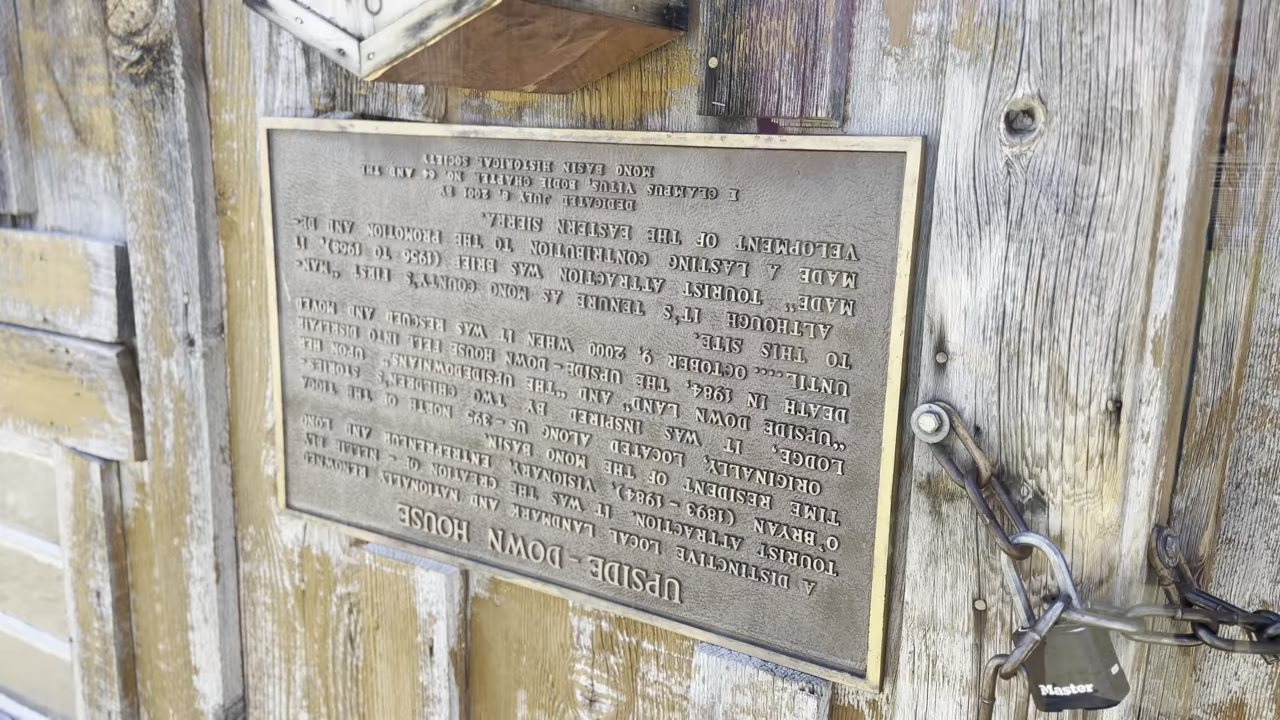 UPSIDE - DOWN HOUSE
A DISTINCTIVE LOCAL LANDMARK AND NATIONALLY RENOWNED
TOURIST ATTRACTION. IT WAS THE CREATION OF - NELLIE BLY
O'BRYAN (1893 - 1984), VISIONARY, ENTREPRENEUR AND LONG
TIME RESIDENT OF THE MONO BASIN.
ORIGINALLY, LOCATED ALONG US - 395 NORTH OF THE TIOGA
LODGE, IT WAS INSPIRED BY TWO CHILDREN'S STORIES.
"UPSIDE DOWN LAND" AND "THE UPSIDEDOWNIANS" UPON HER
DEATH IN 1984, THE UPSIDE - DOWN HOUSE FELL INTO DISREPAIR
UNTIL.... OCTOBER 9, 2000 WHEN IT WAS RESCUED AND MOVED
TO THIS SITE.
ALTHOUGH IT'S TENURE AS MONO COUNTY'S FIRST "MAN-
MADE" TOURIST ATTRACTION WAS BRIEF (1956 TO 1968), IT
MADE A LASTING CONTRIBUTION TO THE PROMOTION AND DE-
VELOPMENT OF THE EASTERN SIERRA.
DEDICATED JULY 8, 2001 BY
E CLAMPUS VITUS, BODIE CHAPTER NO. 64 AND THE
MONO BASIN HISTORICAL SOCIETY
Master